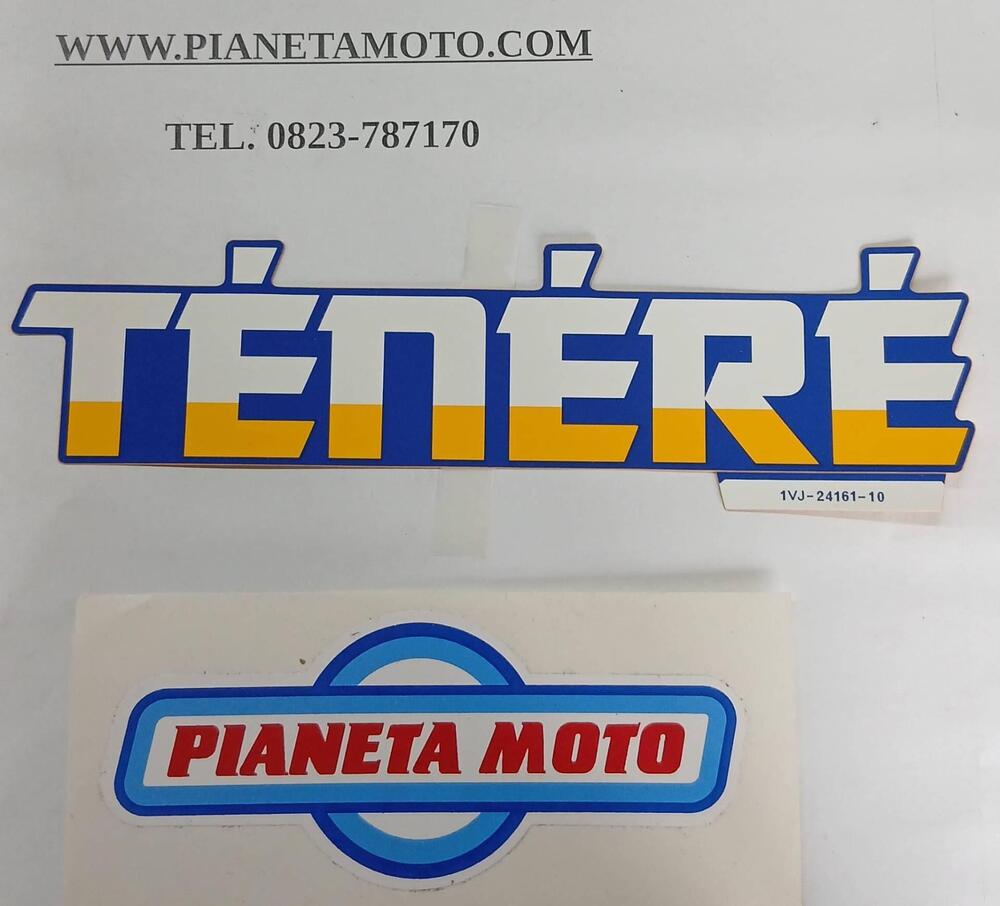 WWW.PIANETAMOTO.COM
TEL. 0823-787170
TÉNÉRÉ
1VJ-24161-10
PIANETA MOTO